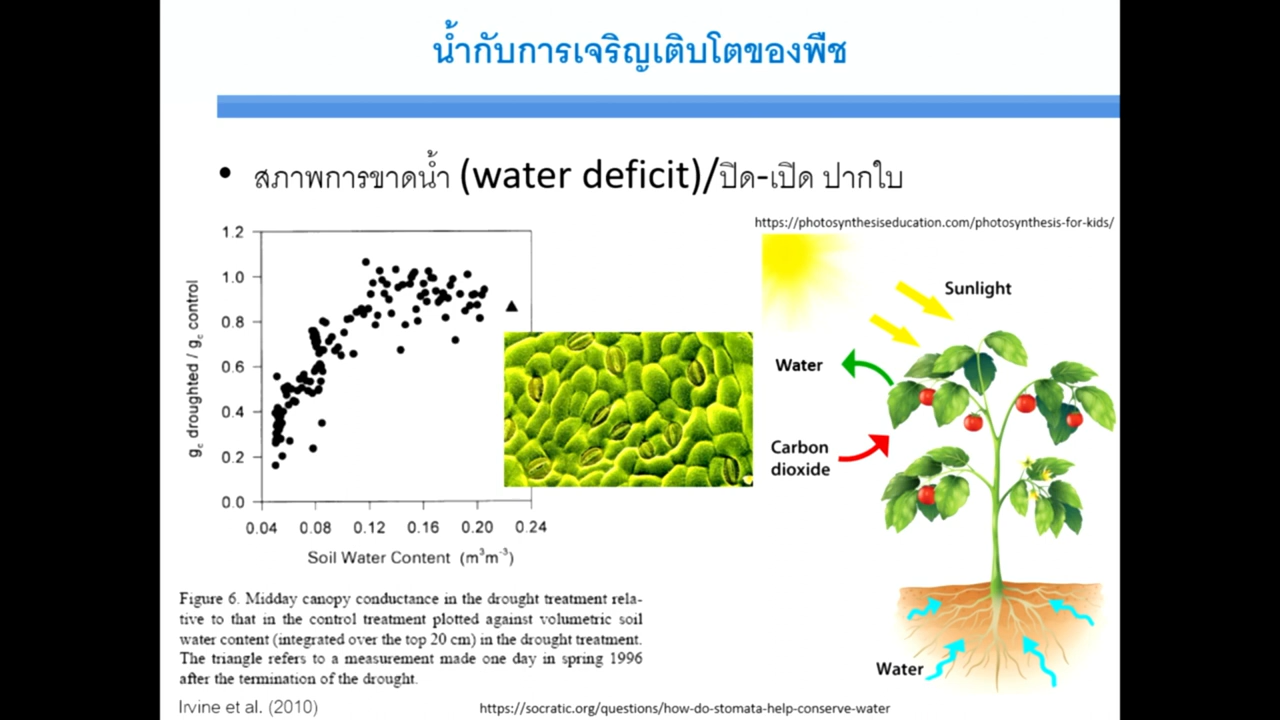 น้ำกับการเจริญเติบโตของพืช
• สภาพการขาดน้ำ (water deficit)/ปิด-เปิด ปากใบ
https://photosynthesiseducation.com/photosynthesis-for-kids/
1.2
1.0
0.8
0.6
0.4
0.2
0.0
gc droughted / gc control
0.04 0.08 0.12 0.16 0.20 0.24
Soil Water Content (m³m⁻³)
Sunlight
Water
Carbon
dioxide
Water
Figure 6. Midday canopy conductance in the drought treatment rela-
tive to that in the control treatment plotted against volumetric soil
water content (integrated over the top 20 cm) in the drought treatment.
The triangle refers to a measurement made one day in spring 1996
after the termination of the drought.
Irvine et al. (2010)
https://socratic.org/questions/how-do-stomata-help-conserve-water